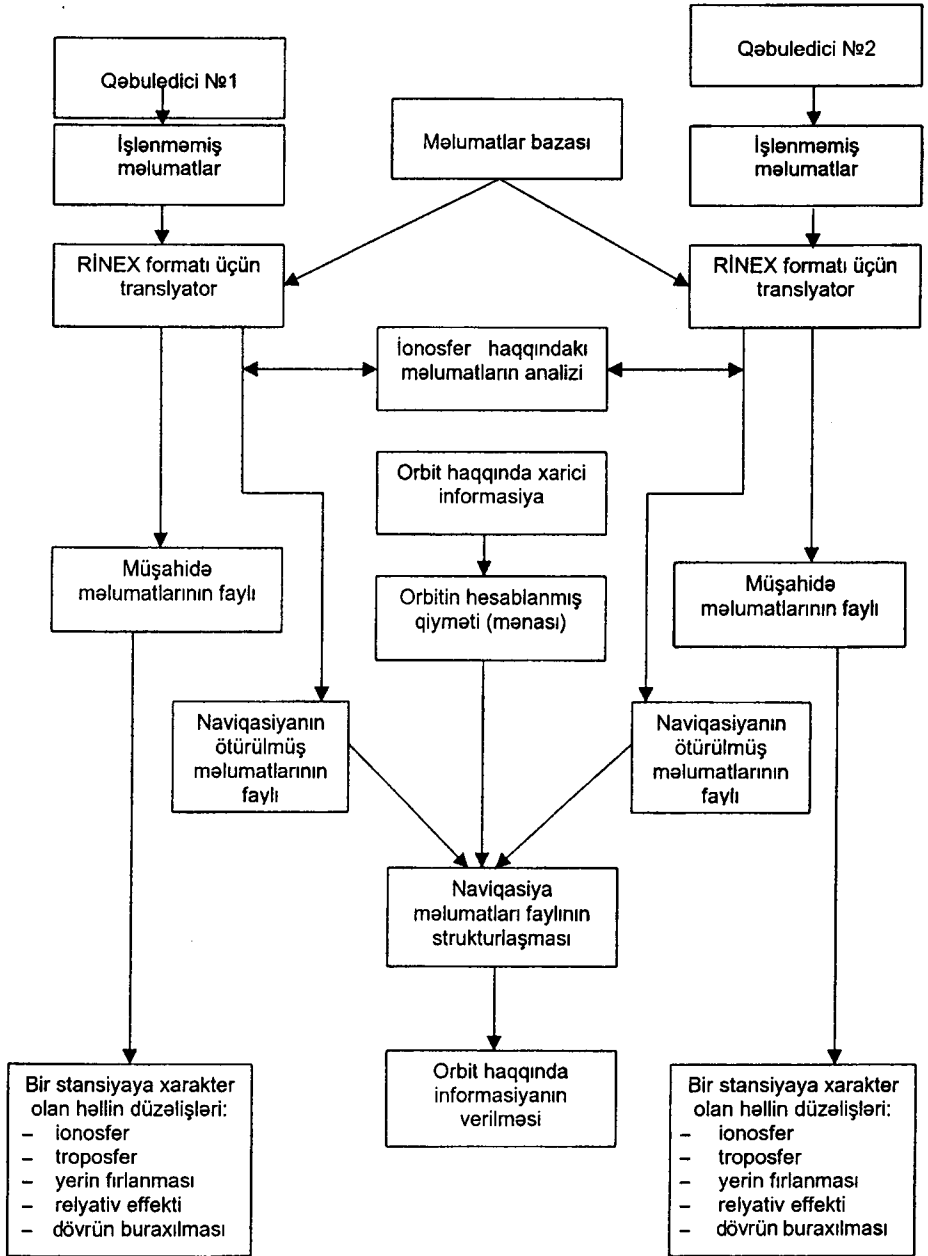 Qəbuledici №1
Qəbuledici №2
İşlənməmiş
məlumatlar
Məlumatlar bazası
İşlənməmiş
məlumatlar
RİNEX formatı üçün
translyator
RİNEX formatı üçün
translyator
İonosfer haqqındakı
məlumatların analizi
Orbit haqqında xarici
informasiya
Müşahidə
məlumatlarının faylı
Orbitin hesablanmış
qiyməti (mənası)
Müşahidə
məlumatlarının faylı
Naviqasiyanın
ötürülmüş
məlumatlarının
faylı
Naviqasiyanın
ötürülmüş
məlumatlarının
faylı
Naviqasiya
məlumatları faylının
strukturlaşması
Bir stansiyaya xarakter
olan həllin düzəlişləri:
– ionosfer
– troposfer
– yerin fırlanması
– relyativ effekti
– dövrün buraxılması
Orbit haqqında
informasiyanın
verilməsi
Bir stansiyaya xarakter
olan həllin düzəlişləri:
– ionosfer
– troposfer
– yerin fırlanması
– relyativ effekti
– dövrün buraxılması